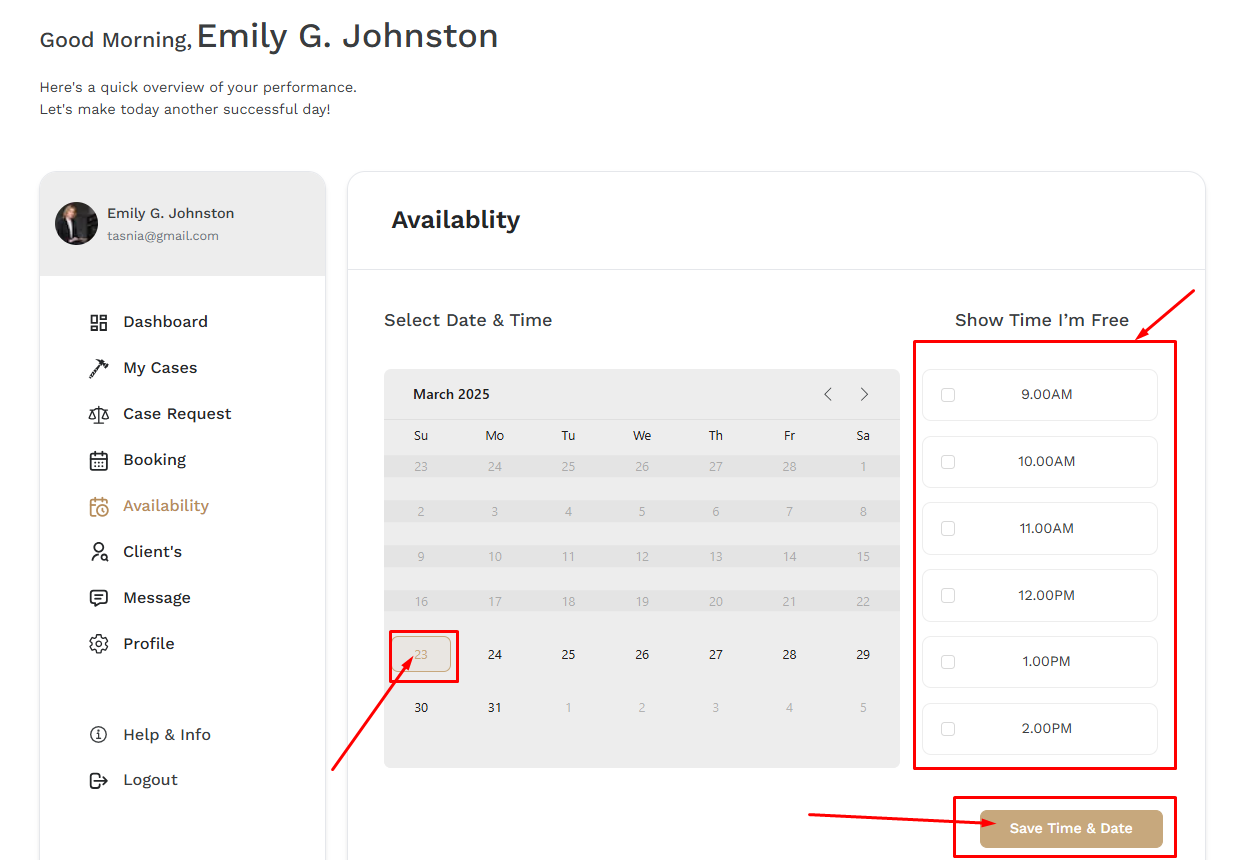 Good Morning, Emily G. Johnston
Here's a quick overview of your performance.
Let's make today another successful day!
Emily G. Johnston
tasnia@gmail.com
Dashboard
My Cases
Case Request
Booking
Availability
Client's
Message
Profile
Help & Info
Logout
Availablity
Select Date & Time
March 2025
Su Mo Tu We Th Fr Sa
23 24 25 26 27 28 1
2 3 4 5 6 7 8
9 10 11 12 13 14 15
16 17 18 19 20 21 22
23 24 25 26 27 28 29
30 31 1 2 3 4 5
Show Time I’m Free
9.00AM
10.00AM
11.00AM
12.00PM
1.00PM
2.00PM
Save Time & Date